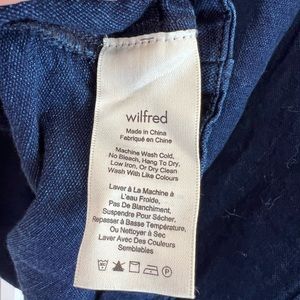 wilfred
Made in China
Fabriqué en Chine
Machine Wash Cold,
No Bleach, Hang To Dry,
Low Iron, Or Dry Clean
Wash With Like Colours
Laver à La Machine à
L'eau Froide,
Pas De Blanchiment,
Suspendre Pour Sécher,
Repasser à Basse Température,
Ou Nettoyer à Sec
Laver Avec Des Couleurs
Semblables
P